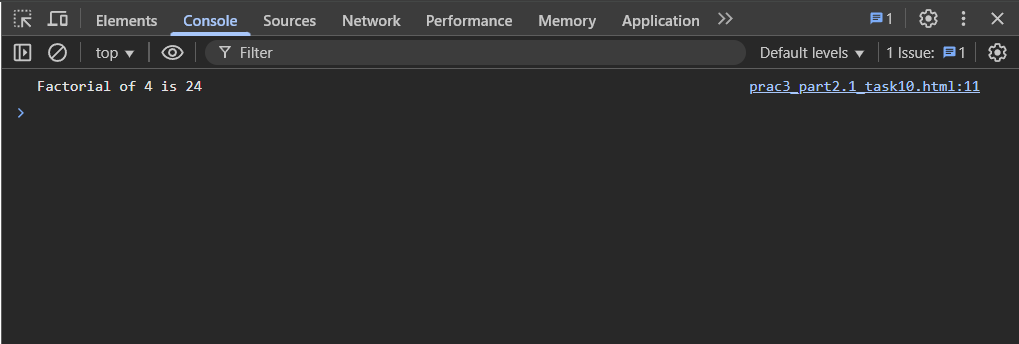 Elements Console Sources Network Performance Memory Application 1
top Filter Default levels 1 Issue: 1
Factorial of 4 is 24 prac3_part2.1_task10.html:11